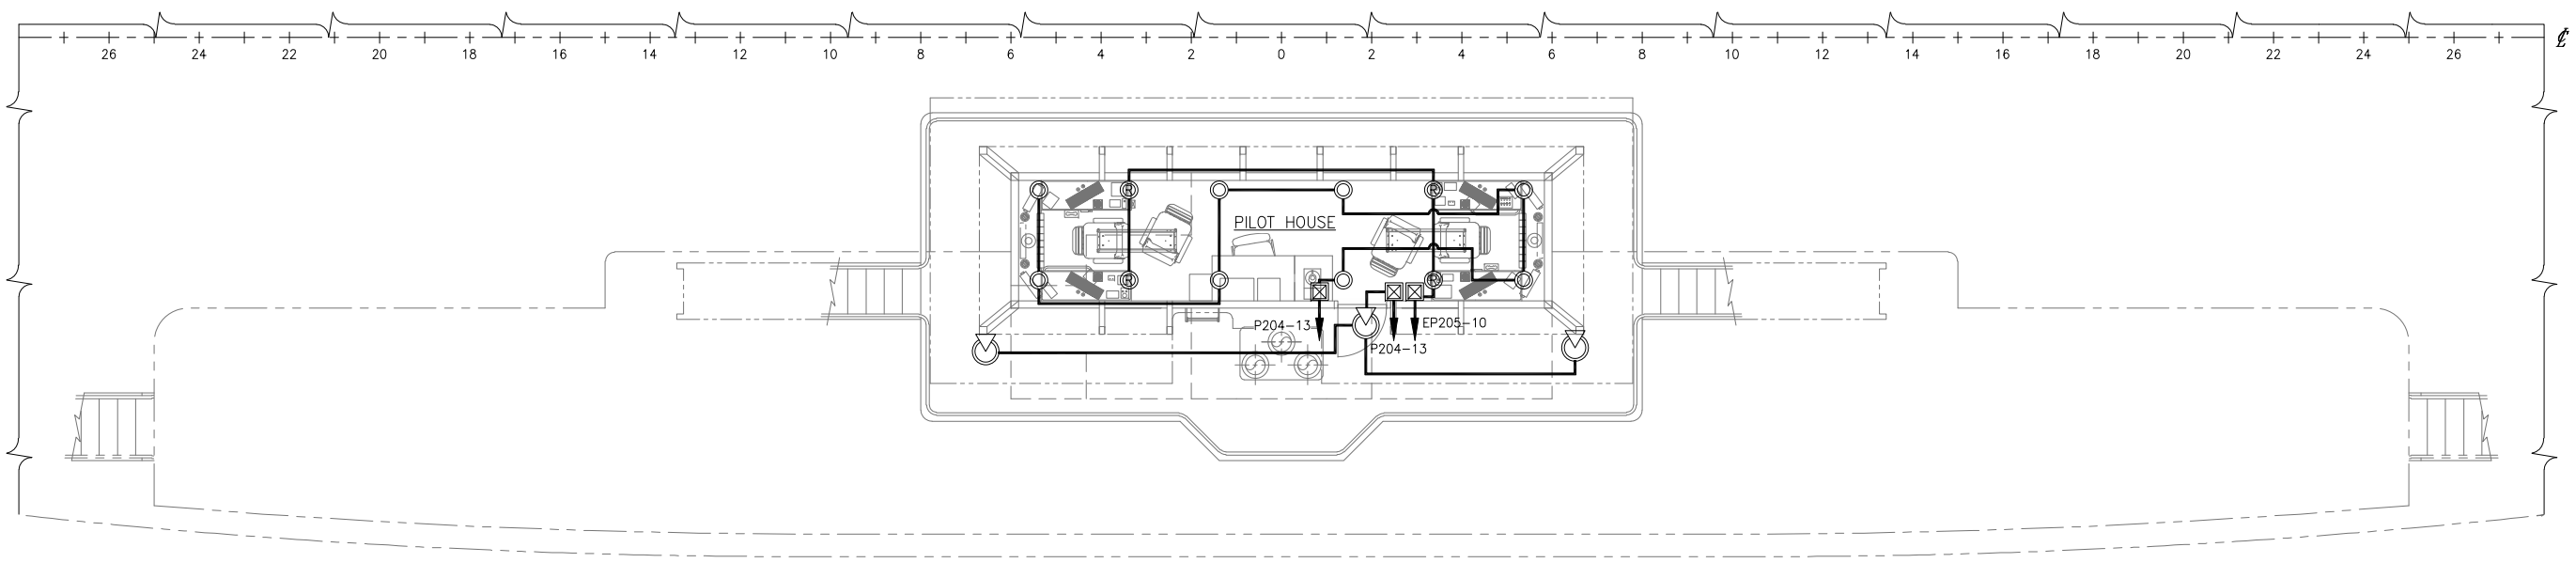 26 24 22 20 18 16 14 12 10 8 6 4 2 0 2 4 6 8 10 12 14 16 18 20 22 24 26 ℄
R R
PILOT HOUSE
R R
P204-13 EP205-10
P204-13